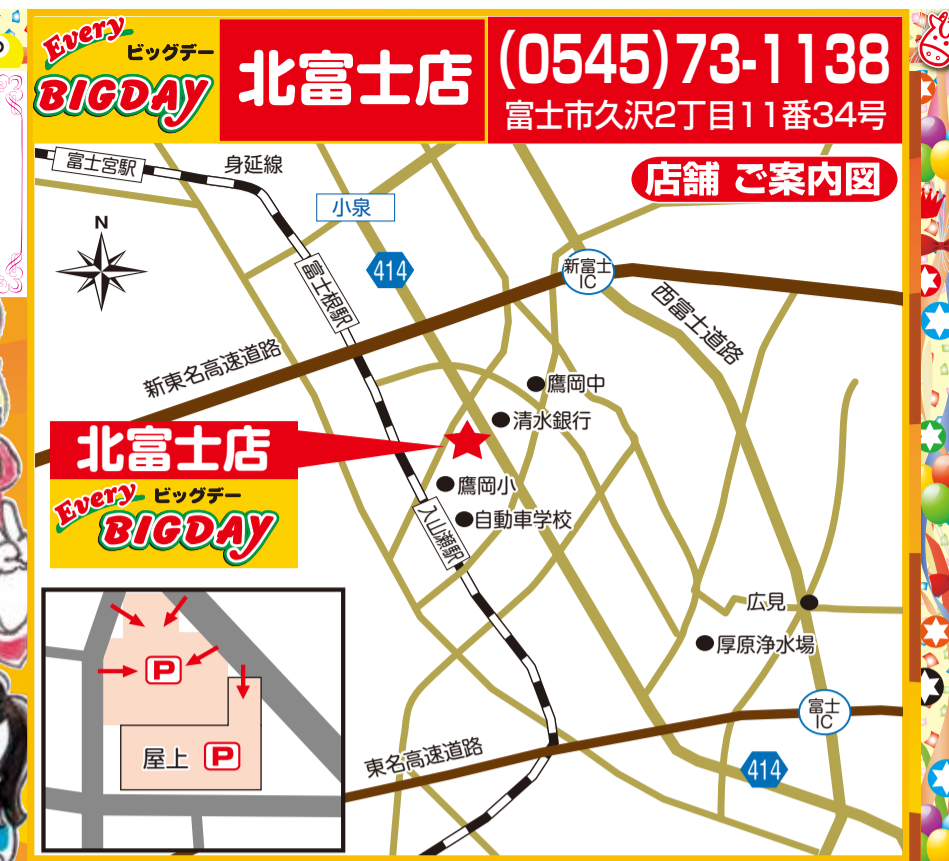 Every
ビッグデー
BIGDAY
北富士店
(0545)73-1138
富士市久沢2丁目11番34号
店舗 ご案内図
富士宮駅
身延線
小泉
N
414
富士根駅
新富士
IC
西富士道路
新東名高速道路
鷹岡中
清水銀行
北富士店
Every
ビッグデー
BIGDAY
鷹岡小
自動車学校
入山瀬駅
広見
厚原浄水場
富士
IC
東名高速道路
414
P
屋上 P